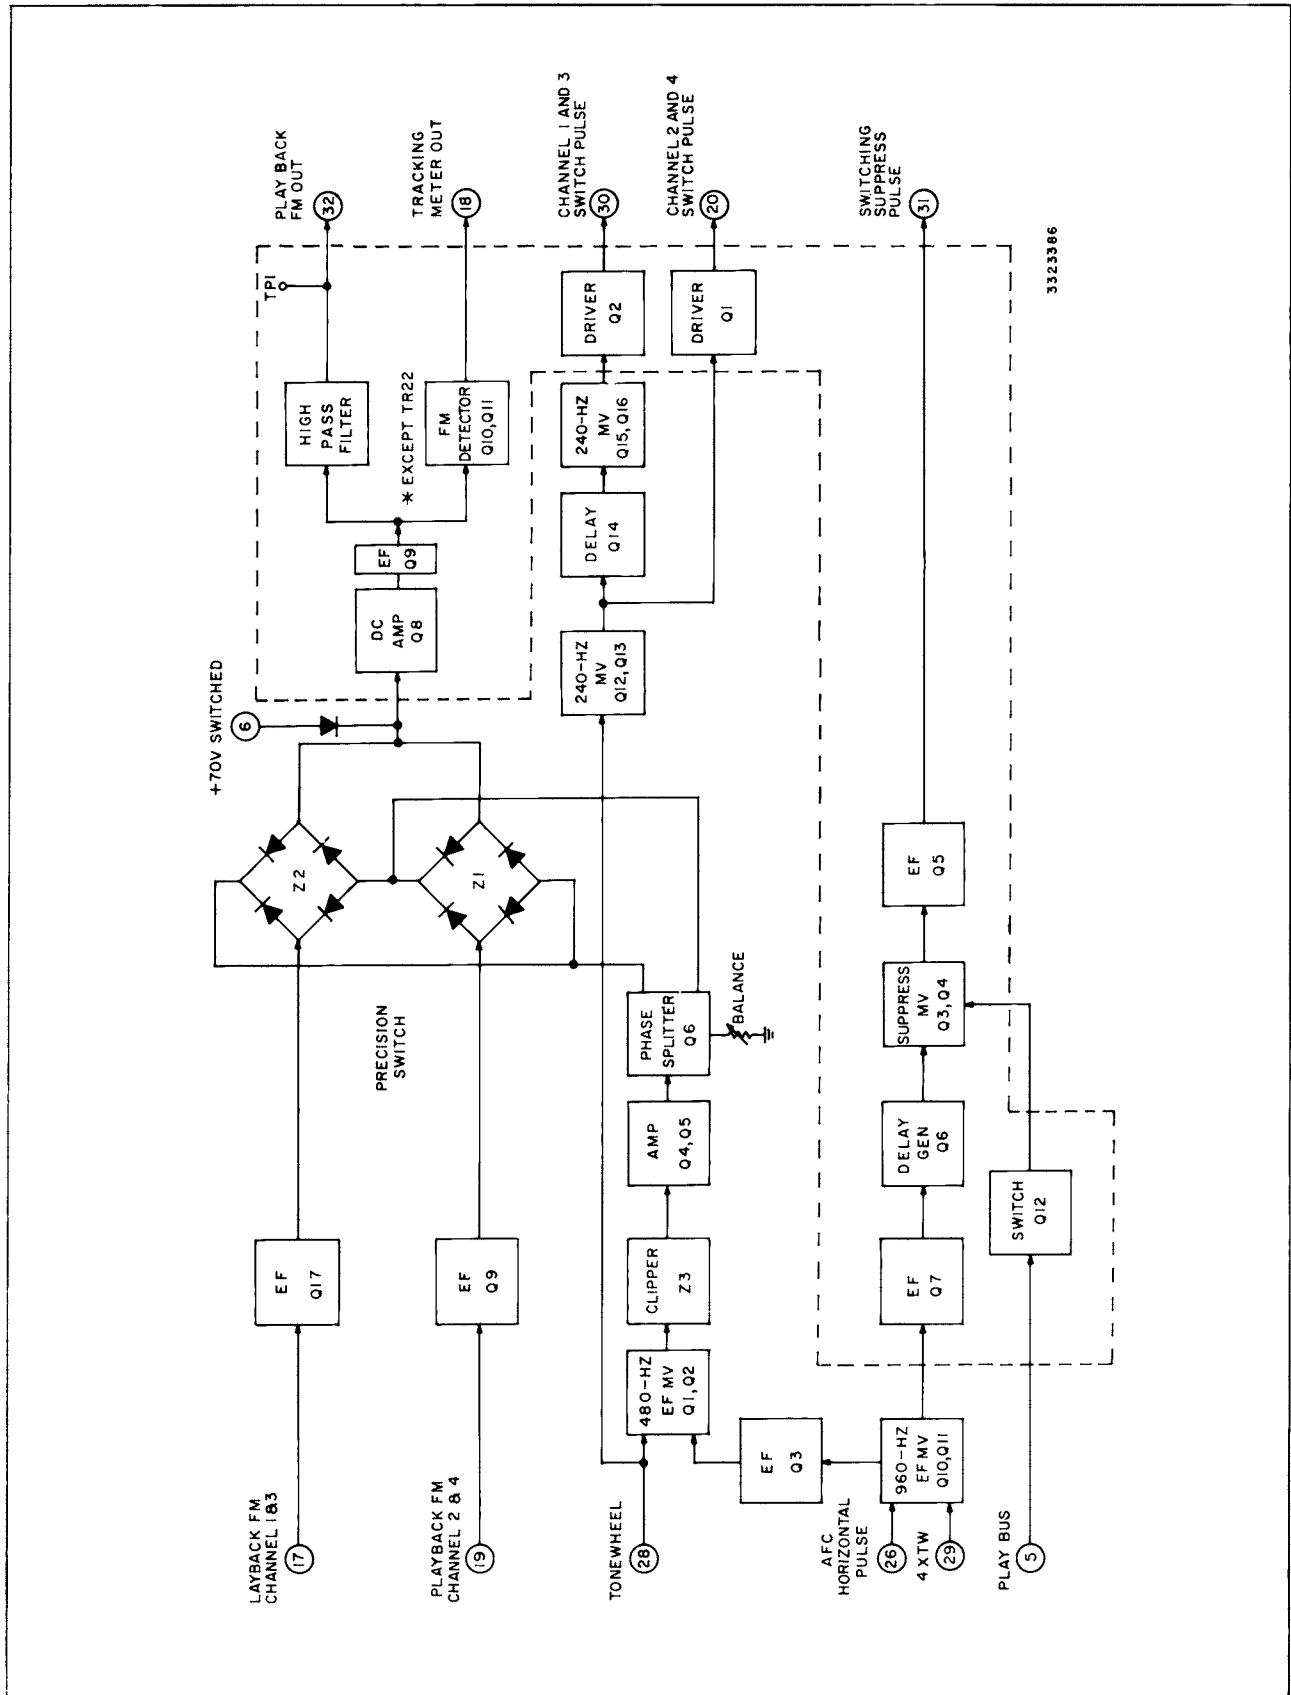 LAYBACK FM
CHANNEL 1&3
17
EF
Q17
PRECISION
SWITCH
Z2
Z1
+70V SWITCHED
6
DC
AMP
Q8
EF
Q9
HIGH
PASS
FILTER
TP1
PLAY BACK
FM OUT
32
* EXCEPT TR22
FM
DETECTOR
Q10,Q11
TRACKING
METER OUT
18
PLAYBACK FM
CHANNEL 2 & 4
19
EF
Q9
TONEWHEEL
28
480-HZ
EF MV
Q1,Q2
CLIPPER
Z3
AMP
Q4,Q5
PHASE
SPLITTER
Q6
BALANCE
240-HZ
MV
Q12,Q13
DELAY
Q14
240-HZ
MV
Q15,Q16
DRIVER
Q2
CHANNEL 1 AND 3
SWITCH PULSE
30
DRIVER
Q1
CHANNEL 2 AND 4
SWITCH PULSE
20
EF
Q3
AFC
HORIZONTAL
PULSE
26
4XTW
29
960-HZ
EF MV
Q10,Q11
EF
Q7
DELAY
GEN
Q6
SUPPRESS
MV
Q3,Q4
EF
Q5
SWITCHING
SUPPRESS
PULSE
31
PLAY BUS
5
SWITCH
Q12
3323386